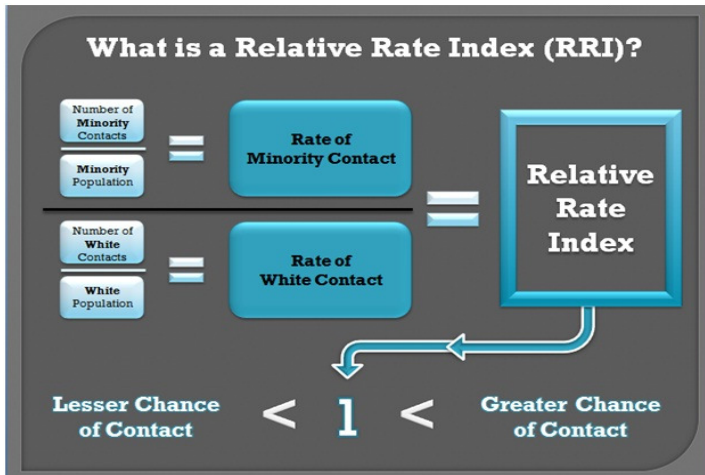 What is a Relative Rate Index (RRI)?
Number of
Minority
Contacts
Minority
Population
=
Rate of
Minority Contact
Number of
White
Contacts
White
Population
=
Rate of
White Contact
=
Relative
Rate
Index
Lesser Chance
of Contact
< 1 <
Greater Chance
of Contact